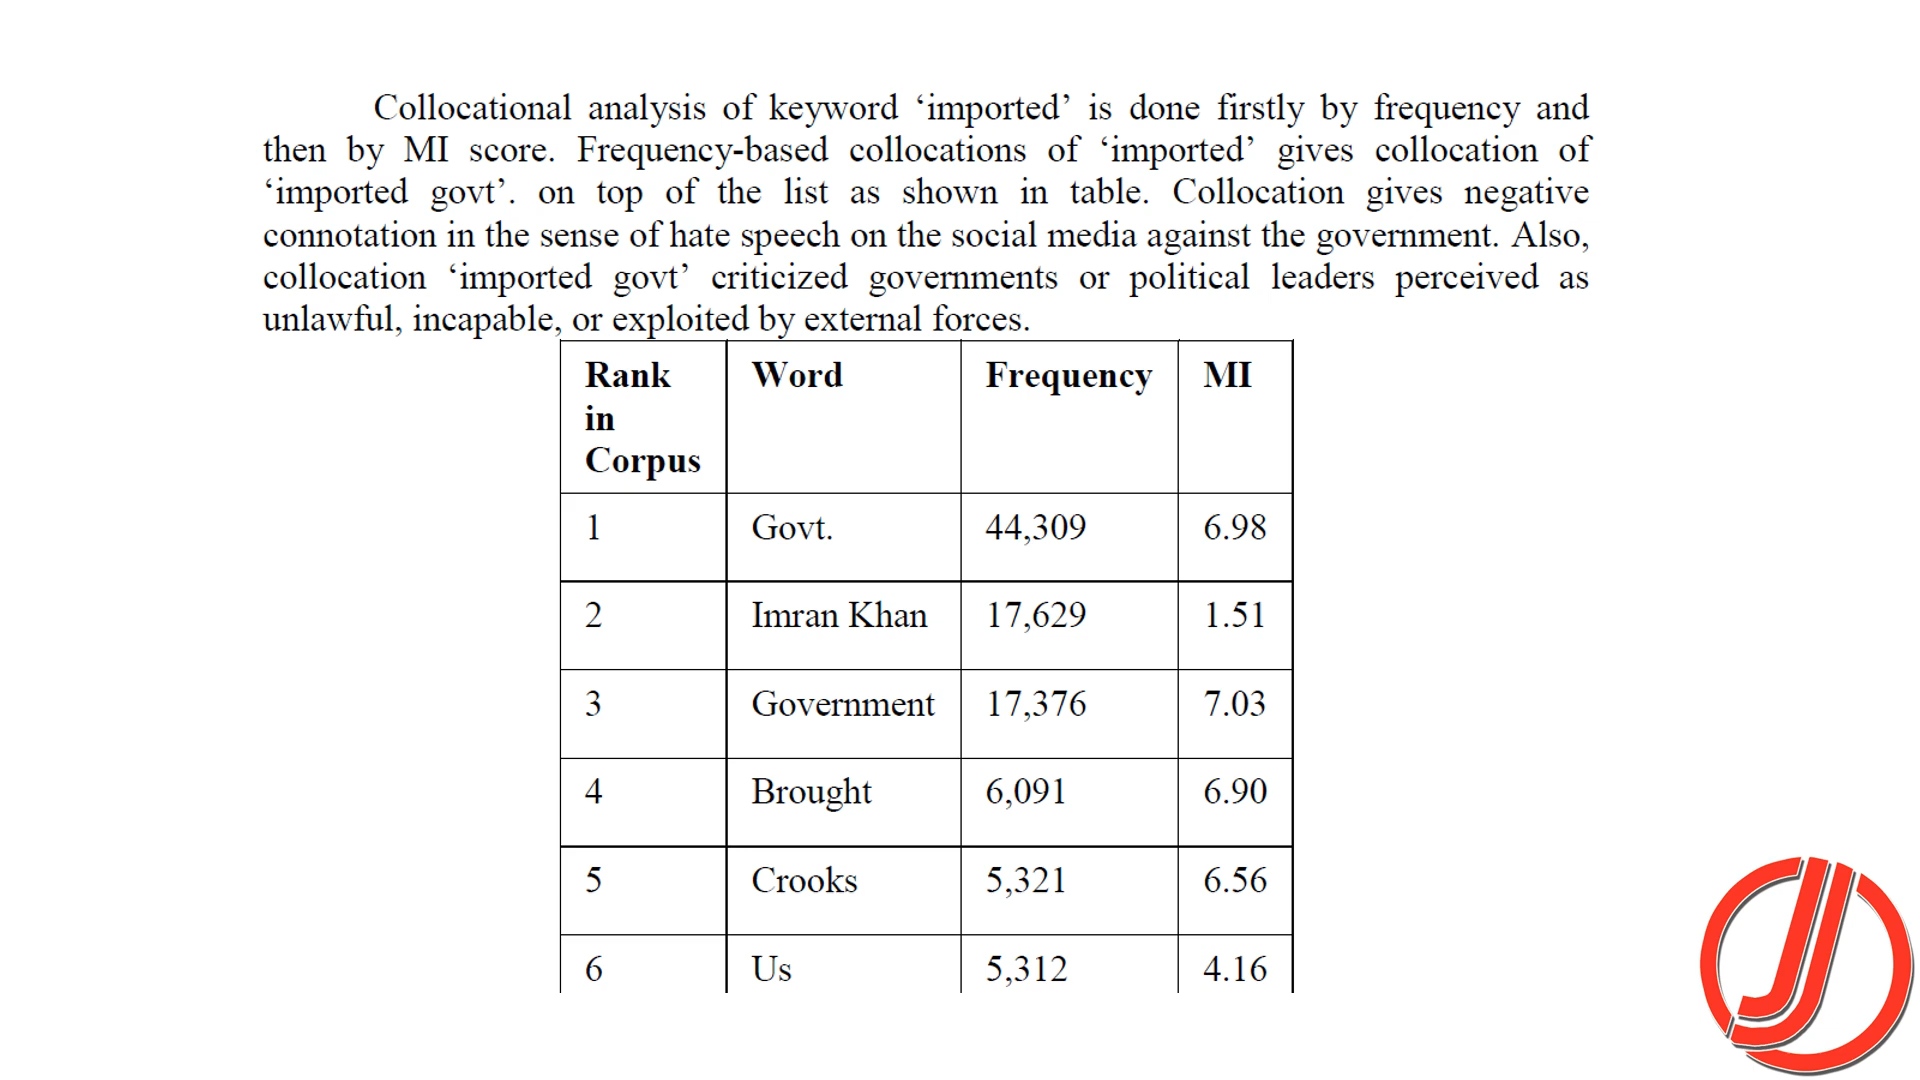 Collocational analysis of keyword ‘imported’ is done firstly by frequency and
then by MI score. Frequency-based collocations of ‘imported’ gives collocation of
‘imported govt’. on top of the list as shown in table. Collocation gives negative
connotation in the sense of hate speech on the social media against the government. Also,
collocation ‘imported govt’ criticized governments or political leaders perceived as
unlawful, incapable, or exploited by external forces.
Rank in Corpus Word Frequency MI
1 Govt. 44,309 6.98
2 Imran Khan 17,629 1.51
3 Government 17,376 7.03
4 Brought 6,091 6.90
5 Crooks 5,321 6.56
6 Us 5,312 4.16